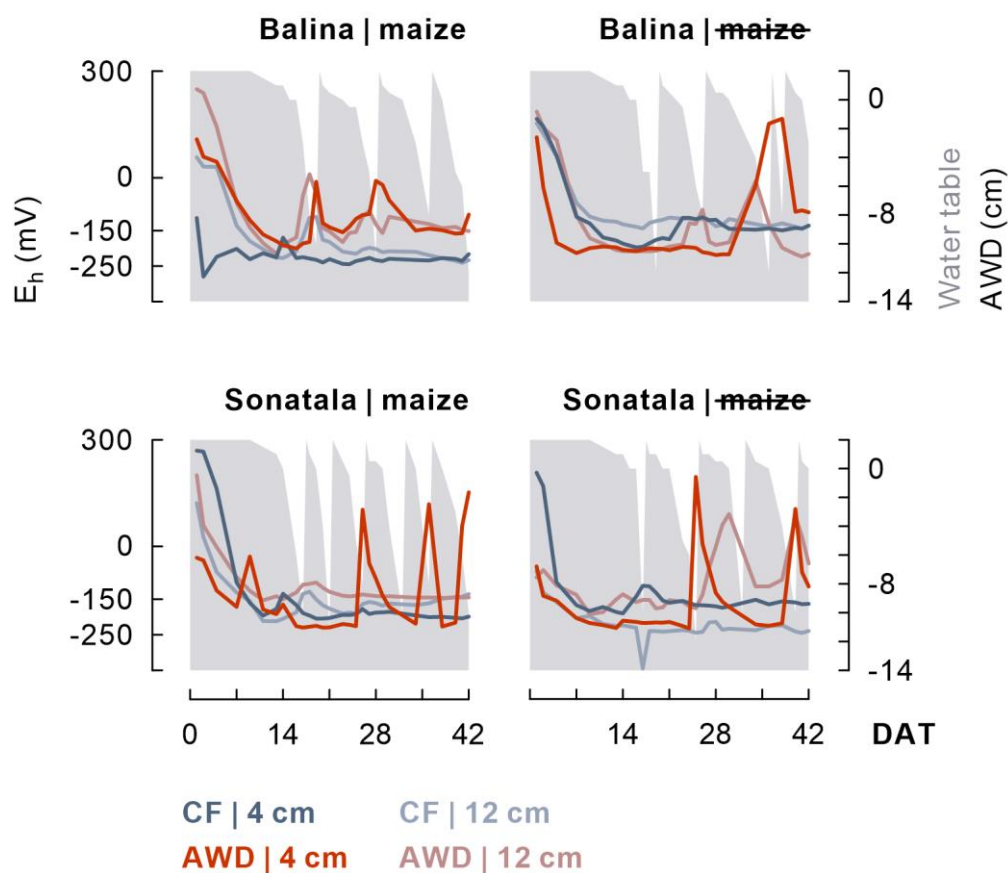 Balina | maize
Balina | maize
300
0
-150
-250
Eh (mV)
0
-8
-14
Water table
AWD (cm)
Sonatala | maize
Sonatala | maize
300
0
-150
-250
0
-8
-14
0 14 28 42
14 28 42 DAT
CF | 4 cm CF | 12 cm
AWD | 4 cm AWD | 12 cm